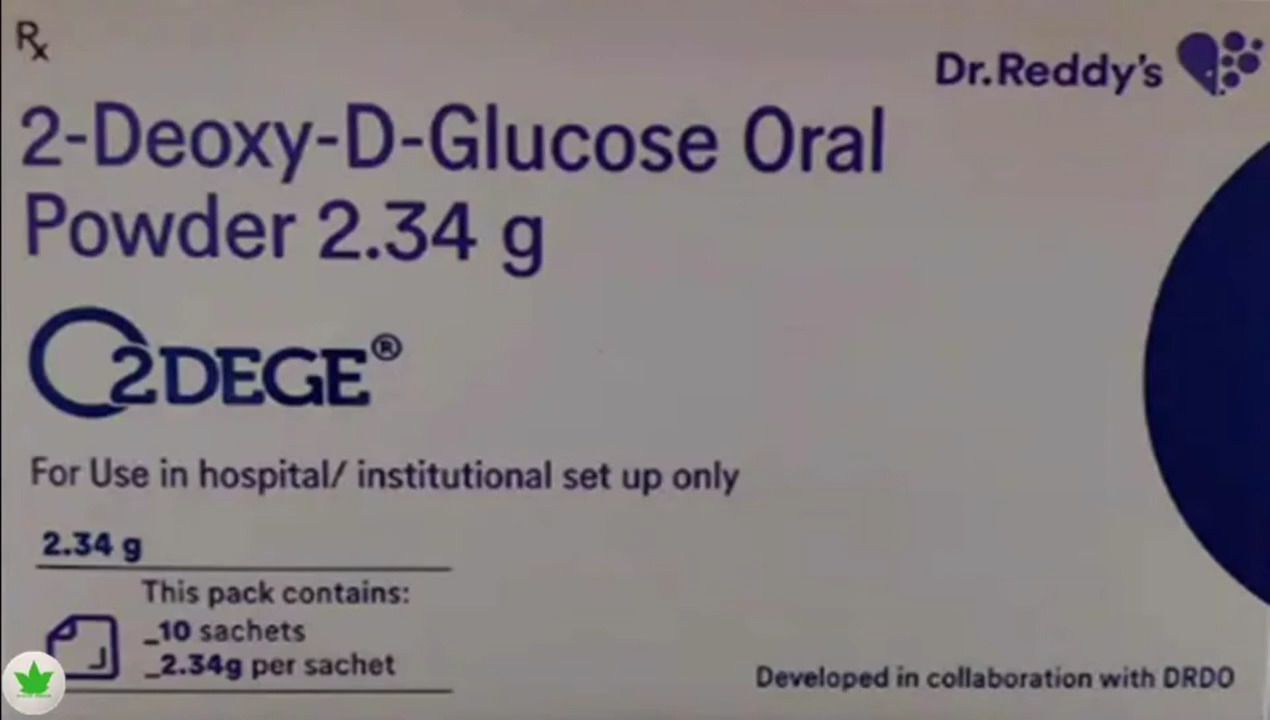 Rx
Dr.Reddy's
2-Deoxy-D-Glucose Oral
Powder 2.34 g
2DEGE®
For Use in hospital/ institutional set up only
2.34 g
This pack contains:
_10 sachets
_2.34g per sachet
Developed in collaboration with DRDO